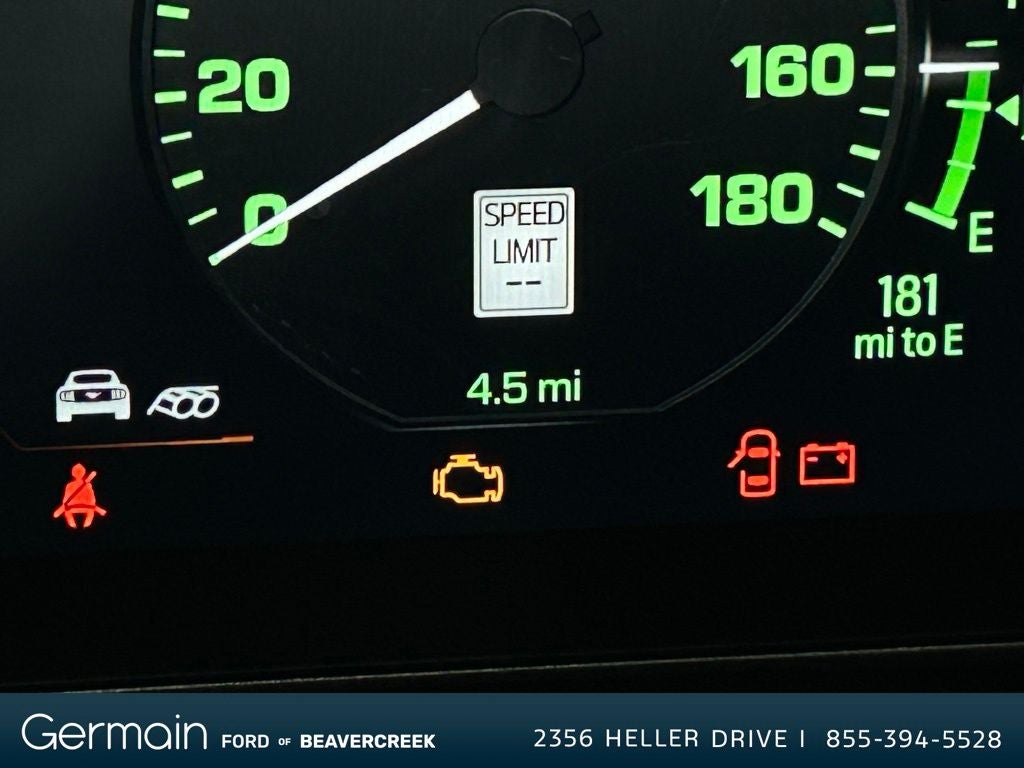 20
0
160
180
SPEED
LIMIT
--
E
181
mi to E
4.5 mi
Germain FORD OF BEAVERCREEK
2356 HELLER DRIVE | 855-394-5528